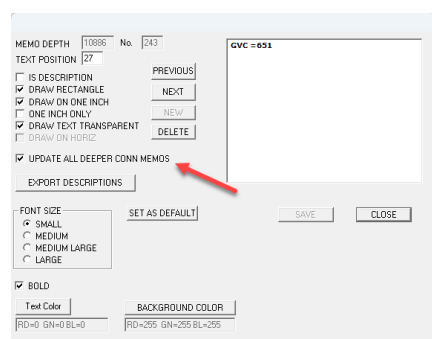 MEMO DEPTH 10886 No. 243
TEXT POSITION 27
GVC =651
IS DESCRIPTION
PREVIOUS
DRAW RECTANGLE
NEXT
DRAW ON ONE INCH
ONE INCH ONLY
NEW
DRAW TEXT TRANSPARENT
DELETE
DRAW ON HORIZ
UPDATE ALL DEEPER CONN MEMOS
EXPORT DESCRIPTIONS
FONT SIZE
SET AS DEFAULT
SAVE
CLOSE
SMALL
MEDIUM
MEDIUM LARGE
LARGE
BOLD
Text Color
BACKGROUND COLOR
RD=0 GN=0 BL=0
RD=255 GN=255 BL=255